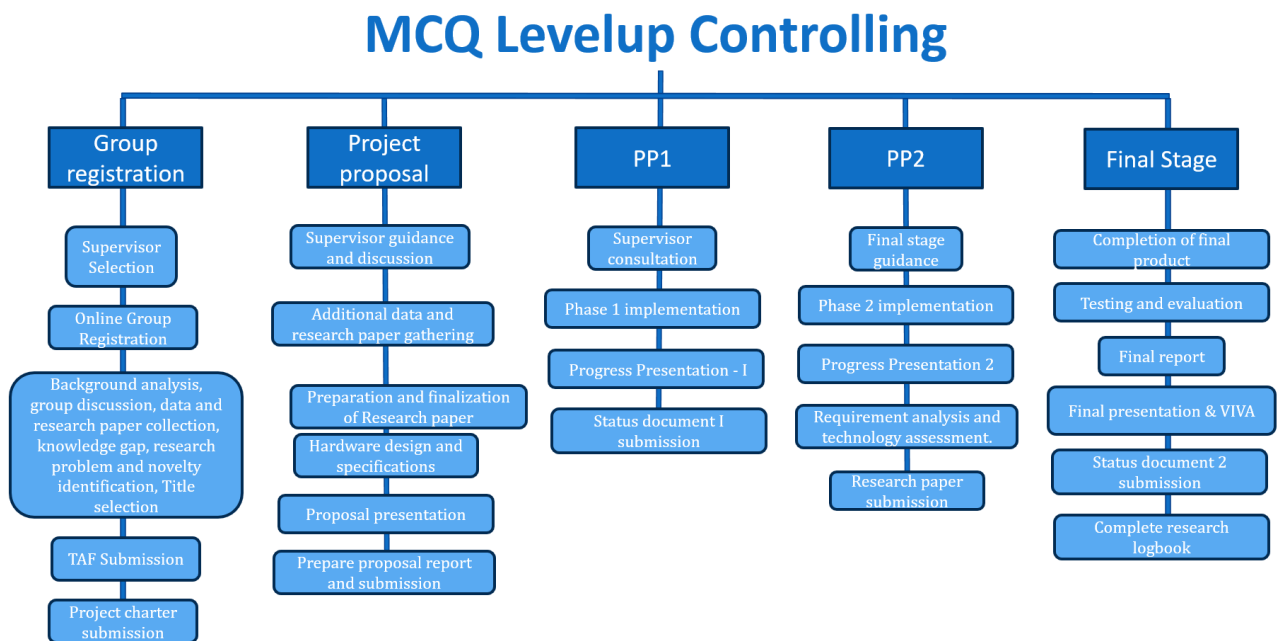 MCQ Levelup Controlling
Group
registration
Supervisor
Selection
Online Group
Registration
Background analysis,
group discussion, data and
research paper collection,
knowledge gap, research
problem and novelty
identification, Title
selection
TAF Submission
Project charter
submission
Project
proposal
Supervisor guidance
and discussion
Additional data and
research paper gathering
Preparation and finalization
of Research paper
Hardware design and
specifications
Proposal presentation
Prepare proposal report
and submission
PP1
Supervisor
consultation
Phase 1 implementation
Progress Presentation - I
Status document I
submission
PP2
Final stage
guidance
Phase 2 implementation
Progress Presentation 2
Requirement analysis and
technology assessment.
Research paper
submission
Final Stage
Completion of final
product
Testing and evaluation
Final report
Final presentation & VIVA
Status document 2
submission
Complete research
logbook